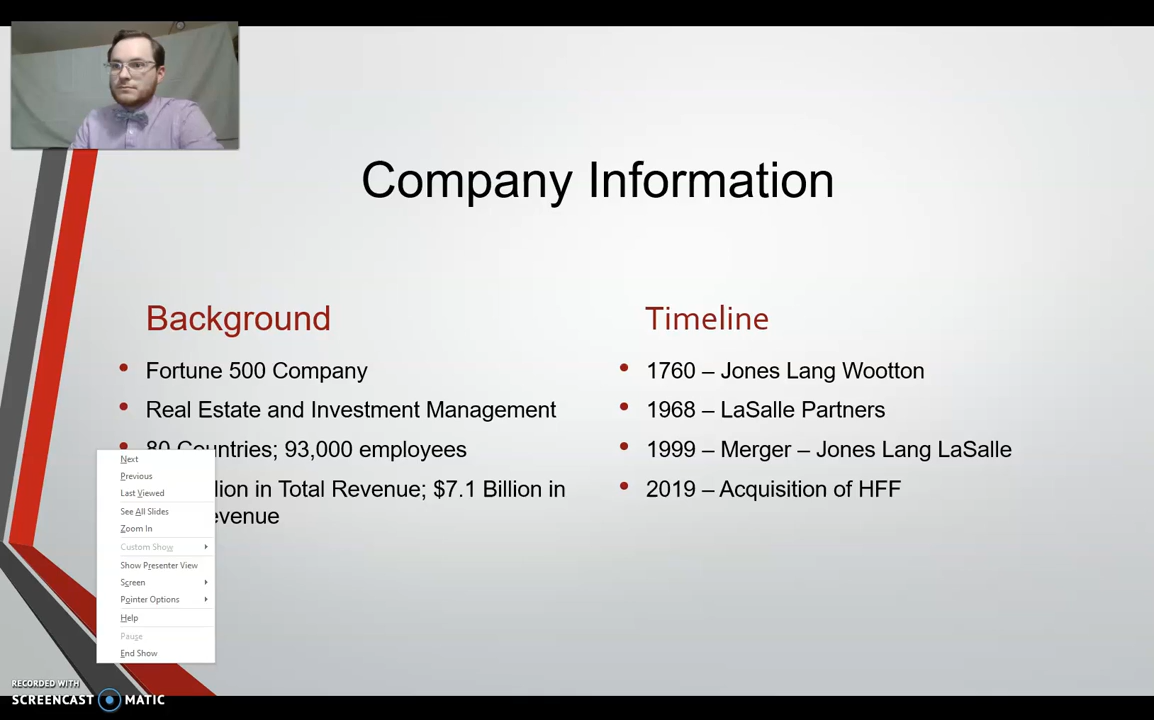 Company Information
Background
Fortune 500 Company
Real Estate and Investment Management
80 Countries; 93,000 employees
in Total Revenue; $7.1 Billion in
Timeline
1760 – Jones Lang Wootton
1968 – LaSalle Partners
1999 – Merger – Jones Lang LaSalle
2019 – Acquisition of HFF
Next
Previous
Last Viewed
See All Slides
Zoom In
Custom Show
Show Presenter View
Screen
Pointer Options
Help
Pause
End Show
RECORDED WITH
SCREENCAST MATIC